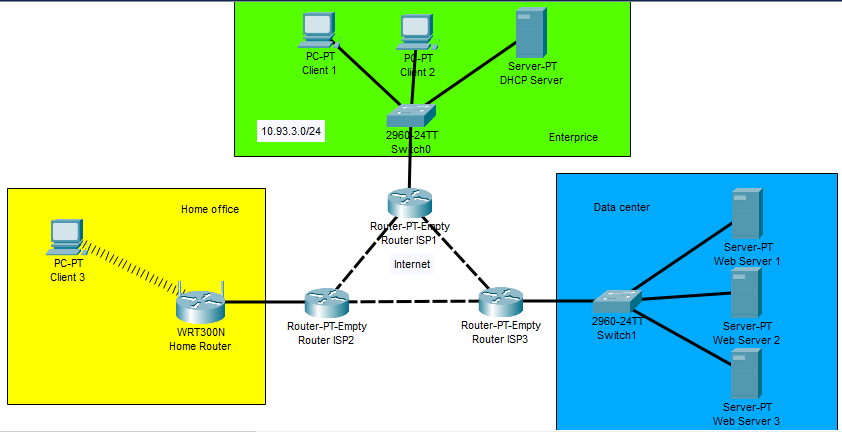 PC-PT
Client 1
PC-PT
Client 2
Server-PT
DHCP Server
10.93.3.0/24
2960-24TT
Switch0
Enterprice
Home office
PC-PT
Client 3
WRT300N
Home Router
Router-PT-Empty
Router ISP1
Internet
Router-PT-Empty
Router ISP2
Router-PT-Empty
Router ISP3
Data center
2960-24TT
Switch1
Server-PT
Web Server 1
Server-PT
Web Server 2
Server-PT
Web Server 3